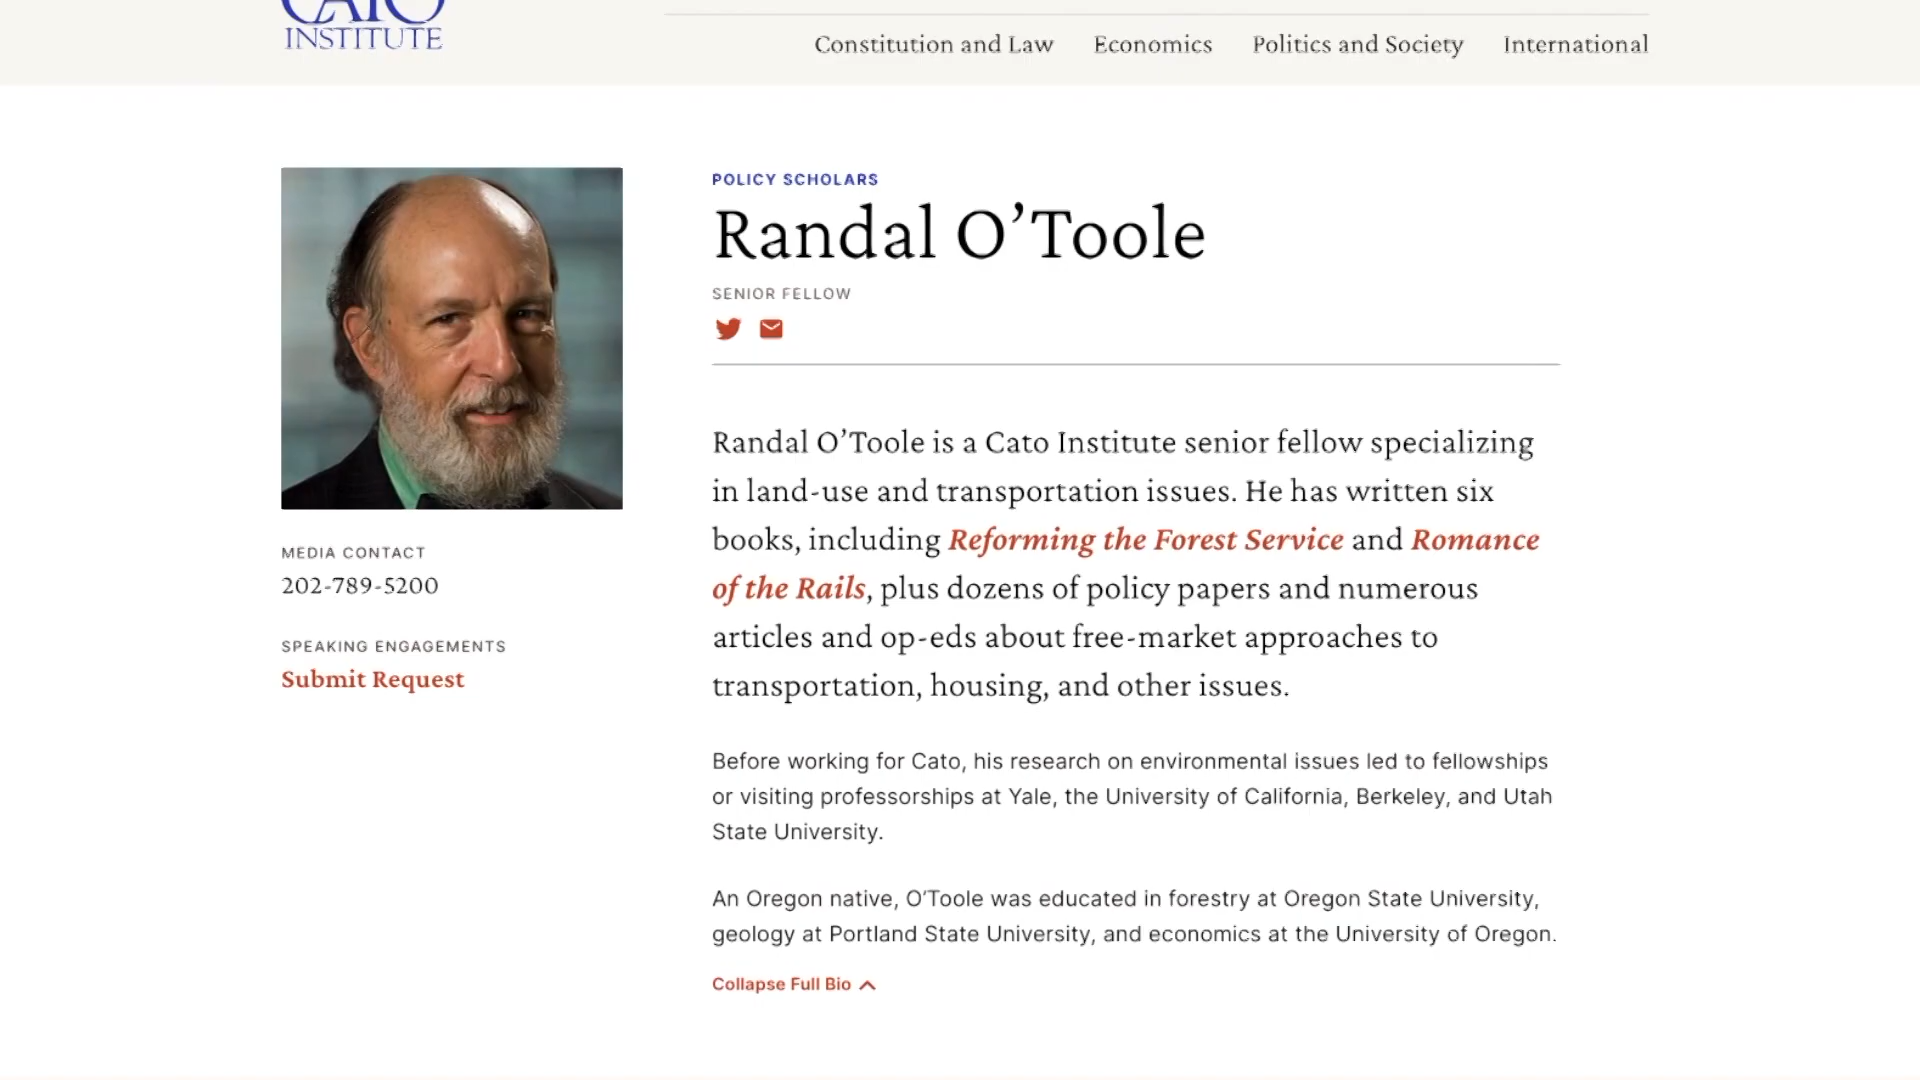 CATO
INSTITUTE
Constitution and Law Economics Politics and Society International
POLICY SCHOLARS
Randal O’Toole
SENIOR FELLOW
Randal O’Toole is a Cato Institute senior fellow specializing
in land-use and transportation issues. He has written six
books, including Reforming the Forest Service and Romance
of the Rails, plus dozens of policy papers and numerous
articles and op-eds about free-market approaches to
transportation, housing, and other issues.
Before working for Cato, his research on environmental issues led to fellowships
or visiting professorships at Yale, the University of California, Berkeley, and Utah
State University.
An Oregon native, O’Toole was educated in forestry at Oregon State University,
geology at Portland State University, and economics at the University of Oregon.
Collapse Full Bio
MEDIA CONTACT
202-789-5200
SPEAKING ENGAGEMENTS
Submit Request